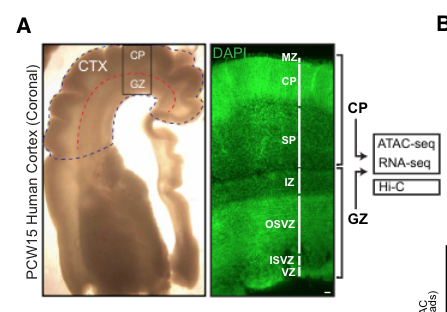 A
B
PCW15 Human Cortex (Coronal)
CTX
CP
GZ
DAPI
MZ
CP
SP
IZ
OSVZ
ISVZ
VZ
CP
GZ
ATAC-seq
RNA-seq
Hi-C